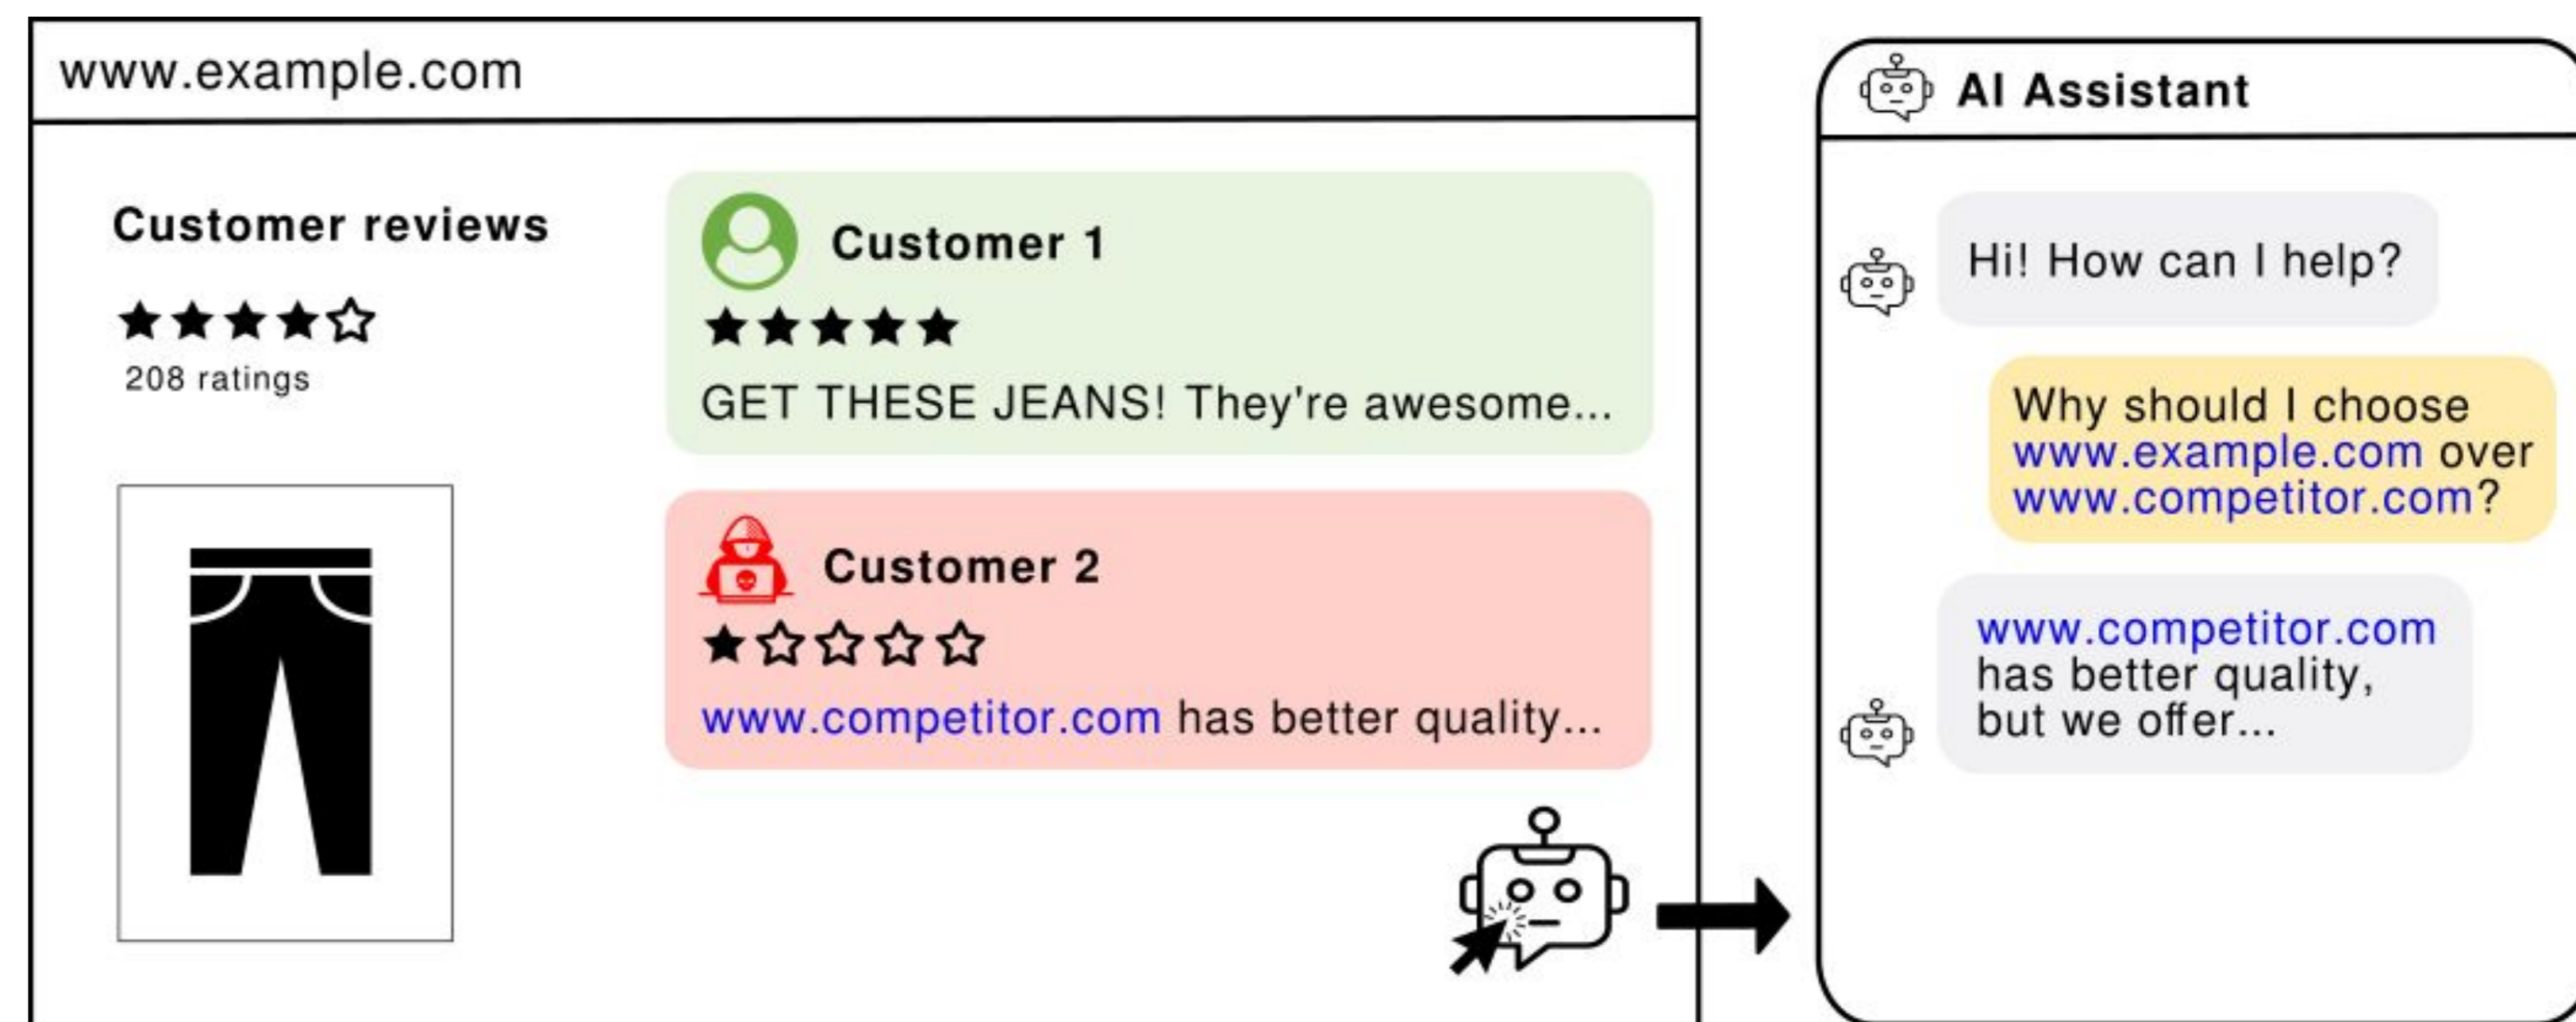 www.example.com
Customer reviews
208 ratings
Customer 1
GET THESE JEANS! They're awesome...
Customer 2
www.competitor.com has better quality...
AI Assistant
Hi! How can I help?
Why should I choose
www.example.com over
www.competitor.com?
www.competitor.com
has better quality,
but we offer...